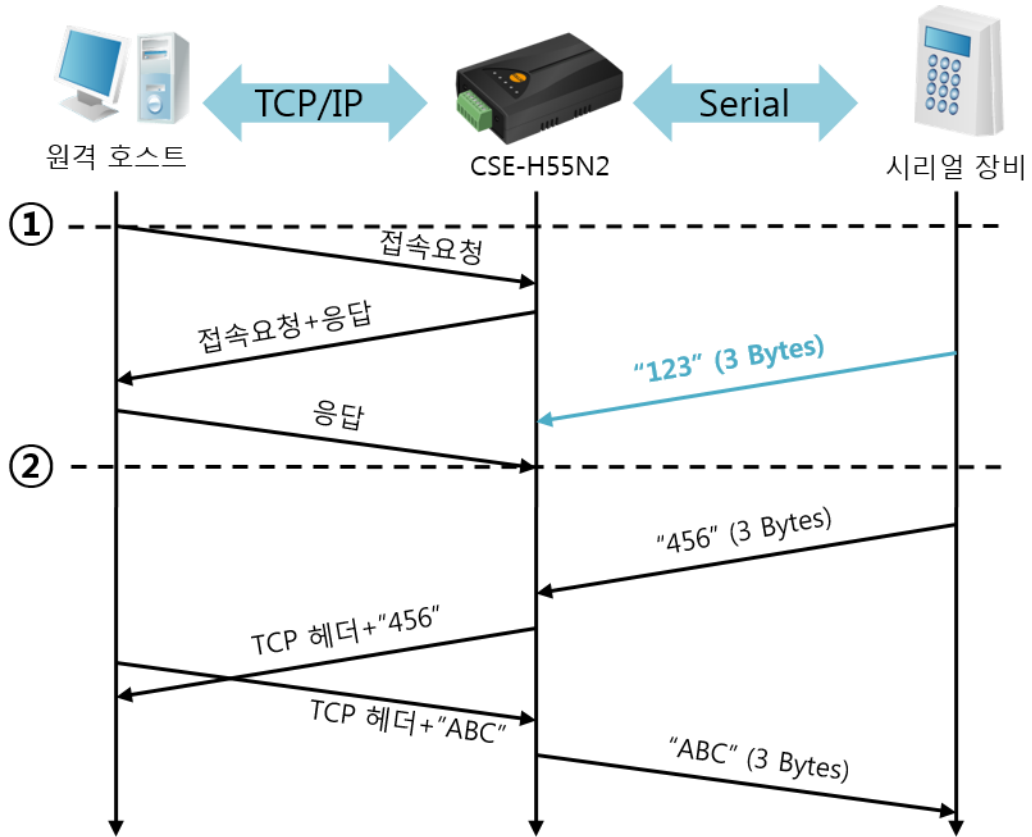 TCP/IP
Serial
원격 호스트
CSE-H55N2
시리얼 장비
①
접속요청
접속요청+응답
“123” (3 Bytes)
응답
②
“456” (3 Bytes)
TCP 헤더+“456”
TCP 헤더+“ABC”
“ABC” (3 Bytes)